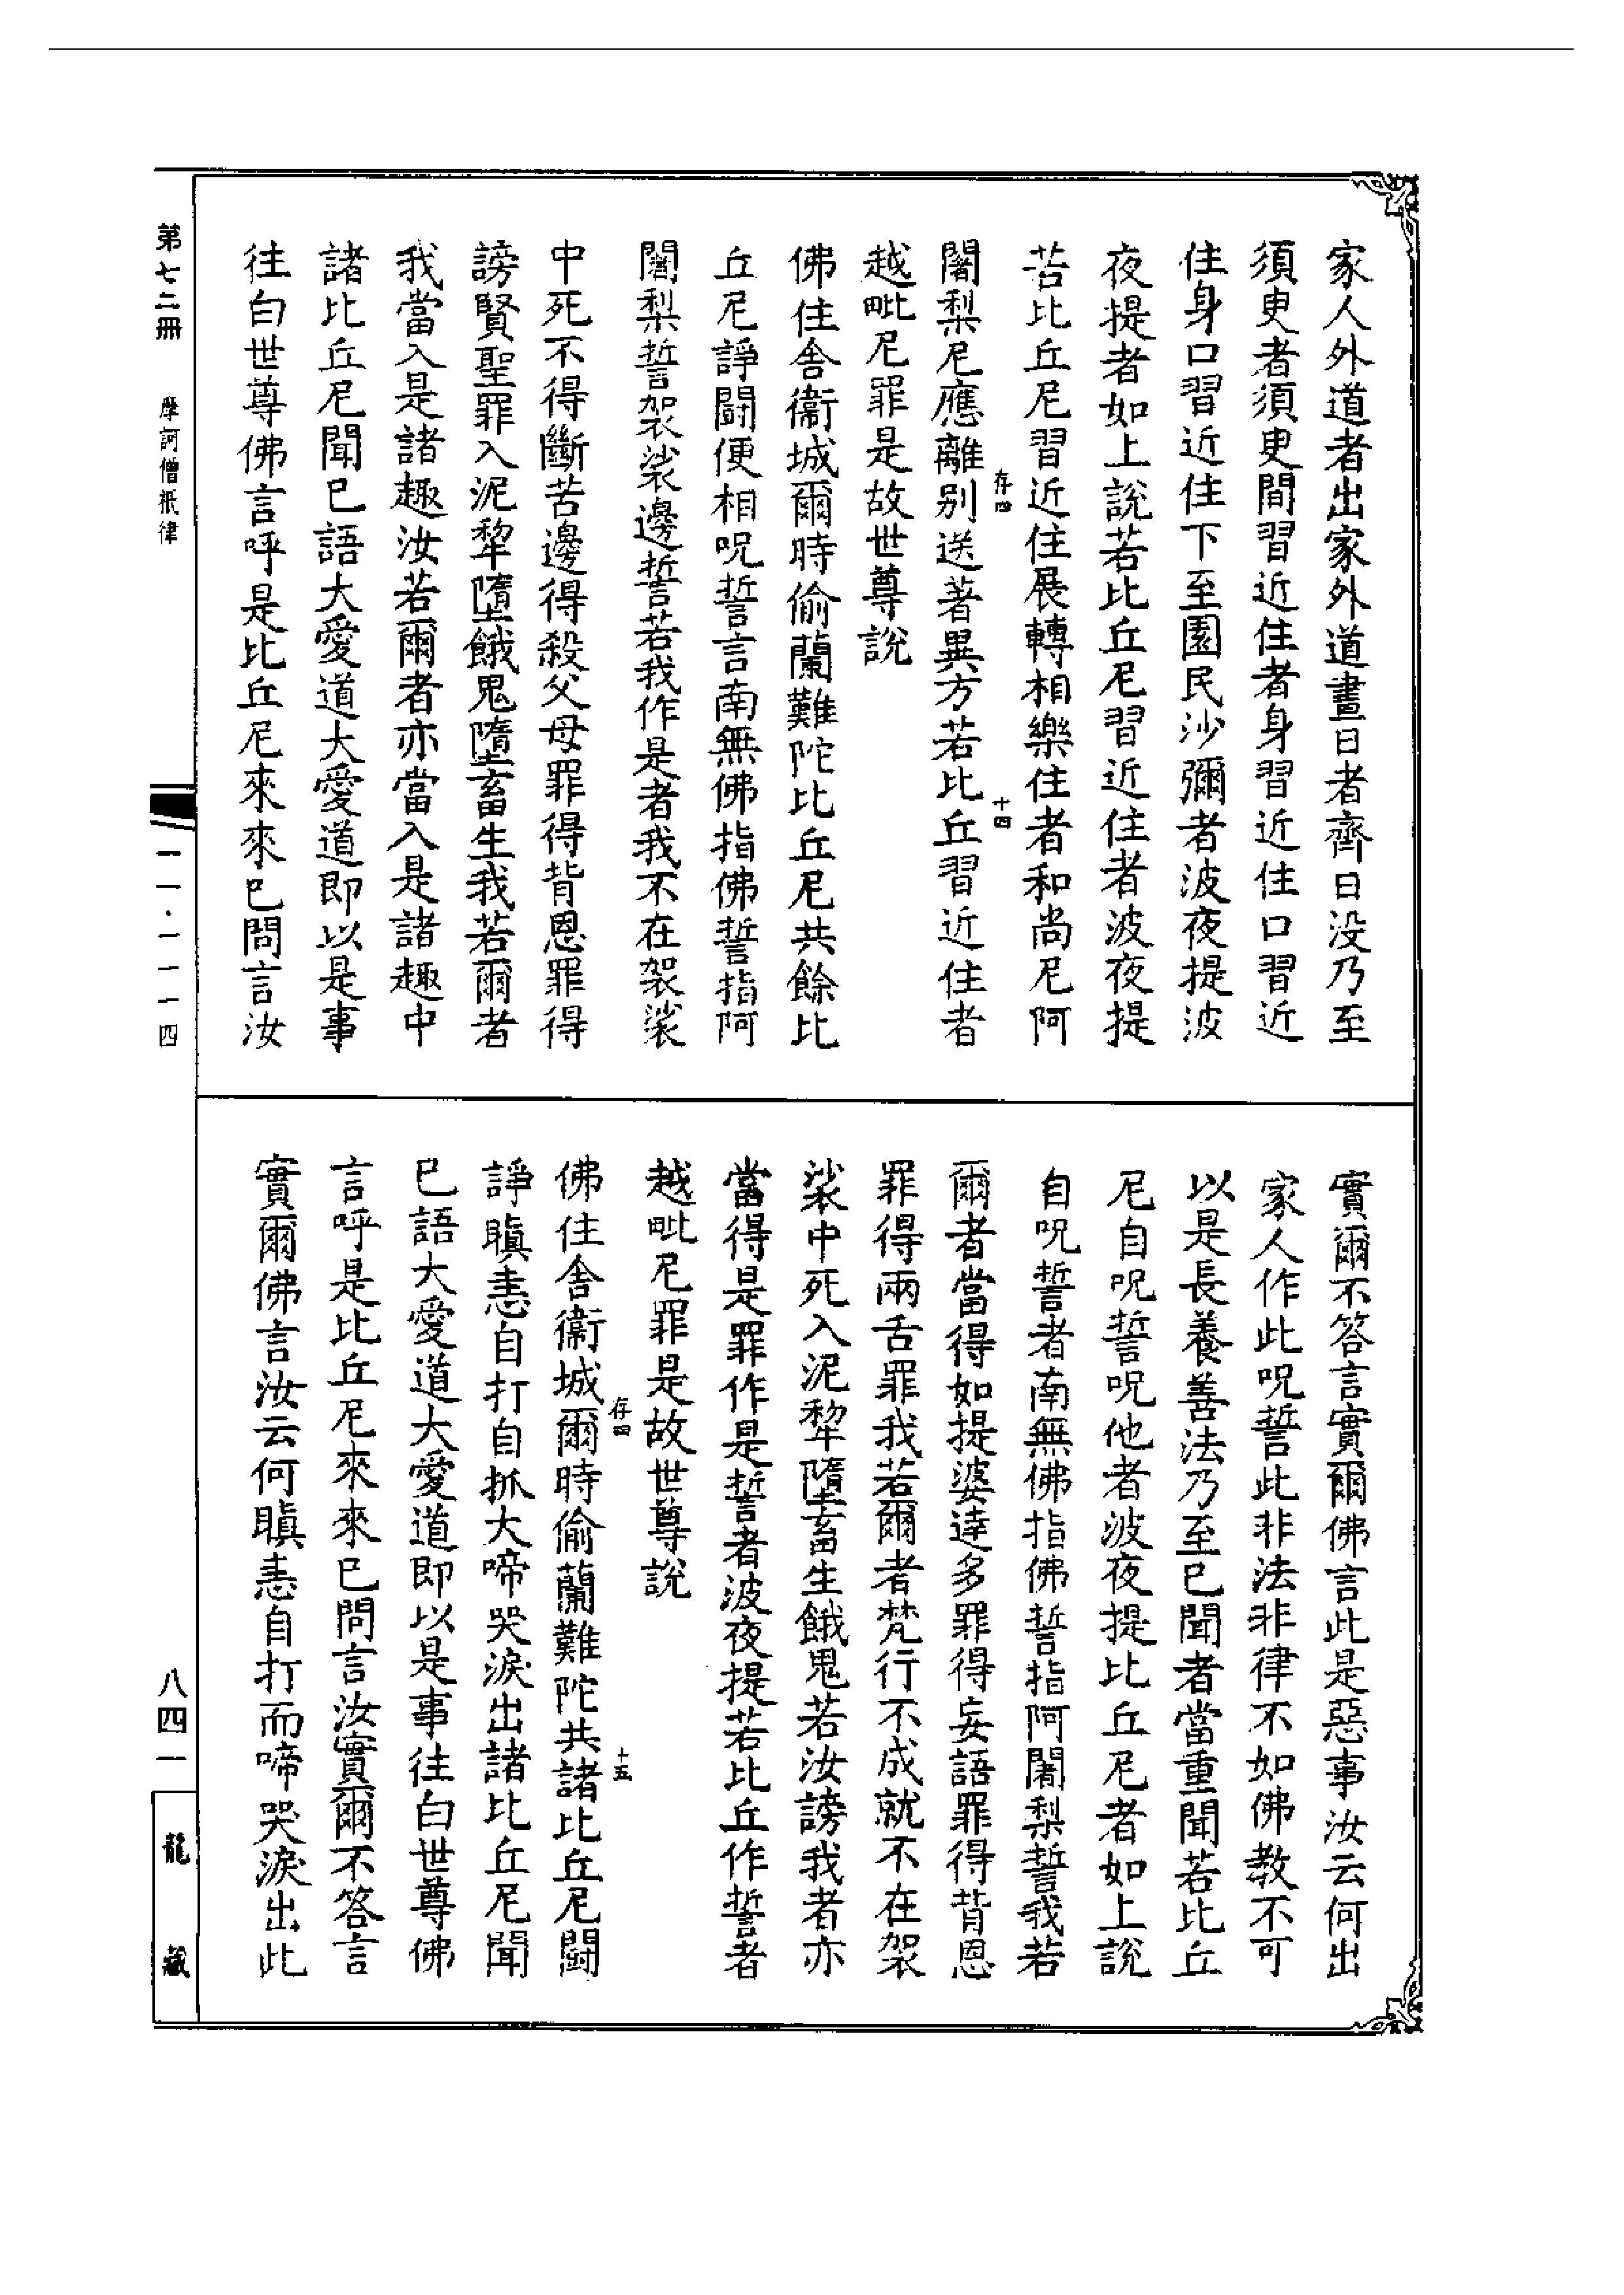 家人外道者出家外道晝日者齊日没乃至
須更者須更間習近住者身習近住口習近
住身口習近住下至園民沙彌者波夜提波
夜提者如上說若比丘尼習近住者波夜提
若比丘尼習近住展轉相樂住者和尚尼阿
存四
十四
闍梨尼應離别送著異方若比丘習近住者
越毗尼罪是故世尊說
佛住舍衞城爾時偷蘭難陀比丘尼共餘比
丘尼諍鬪便相呪誓言南無佛指佛誓指阿
闍梨誓袈裟邊誓若我作是者我不在袈裟
中死不得斷苦邊得殺父母罪得背恩罪得
謗賢聖罪入泥犂墮餓鬼墮畜生我若爾者
我當入是諸趣汝若爾者亦當入是諸趣中
諸比丘尼聞已語大愛道大愛道即以是事
往白世尊佛言呼是比丘尼來來已問言汝
實爾不答言實爾佛言此是惡事汝云何出
家人作此呪誓此非法非律不如佛教不可
以是長養善法乃至已聞者當重聞若比丘
尼自呪誓呪他者波夜提比丘尼者如上說
自呪誓者南無佛指佛誓指阿闍梨誓我若
爾者當得如提婆達多罪得妄語罪得背恩
罪得兩舌罪我若爾者梵行不成就不在袈
裟中死入泥犂墮畜生餓鬼若汝謗我者亦
當得是罪作是誓者波夜提若比丘作誓者
越毗尼罪是故世尊說
存四
十五
佛住舍衞城爾時偷蘭難陀共諸比丘尼鬪
諍瞋恚自打自抓大啼哭淚出諸比丘尼聞
已語大愛道大愛道即以是事往白世尊佛
言呼是比丘尼來來已問言汝實爾不答言
實爾佛言汝云何瞋恚自打而啼哭淚出此
第七二冊
摩訶僧祇律
一一·一一一四
八四一
龍藏